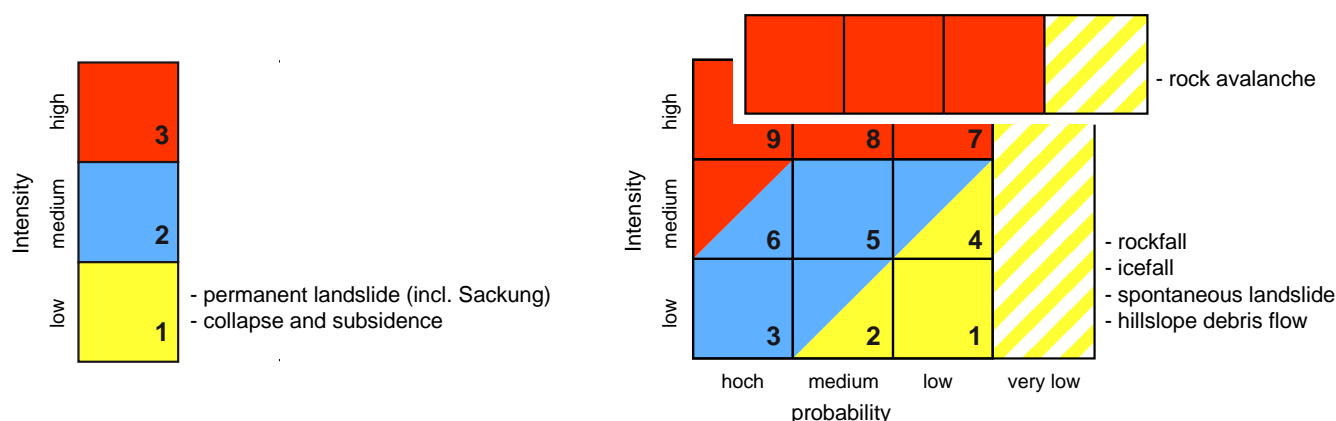 Intensity
high
medium
low
3
2
1
- permanent landslide (incl. Sackung)
- collapse and subsidence
- rock avalanche
Intensity
high
medium
low
9 8 7
6 5 4
3 2 1
- rockfall
- icefall
- spontaneous landslide
- hillslope debris flow
hoch medium low very low
probability